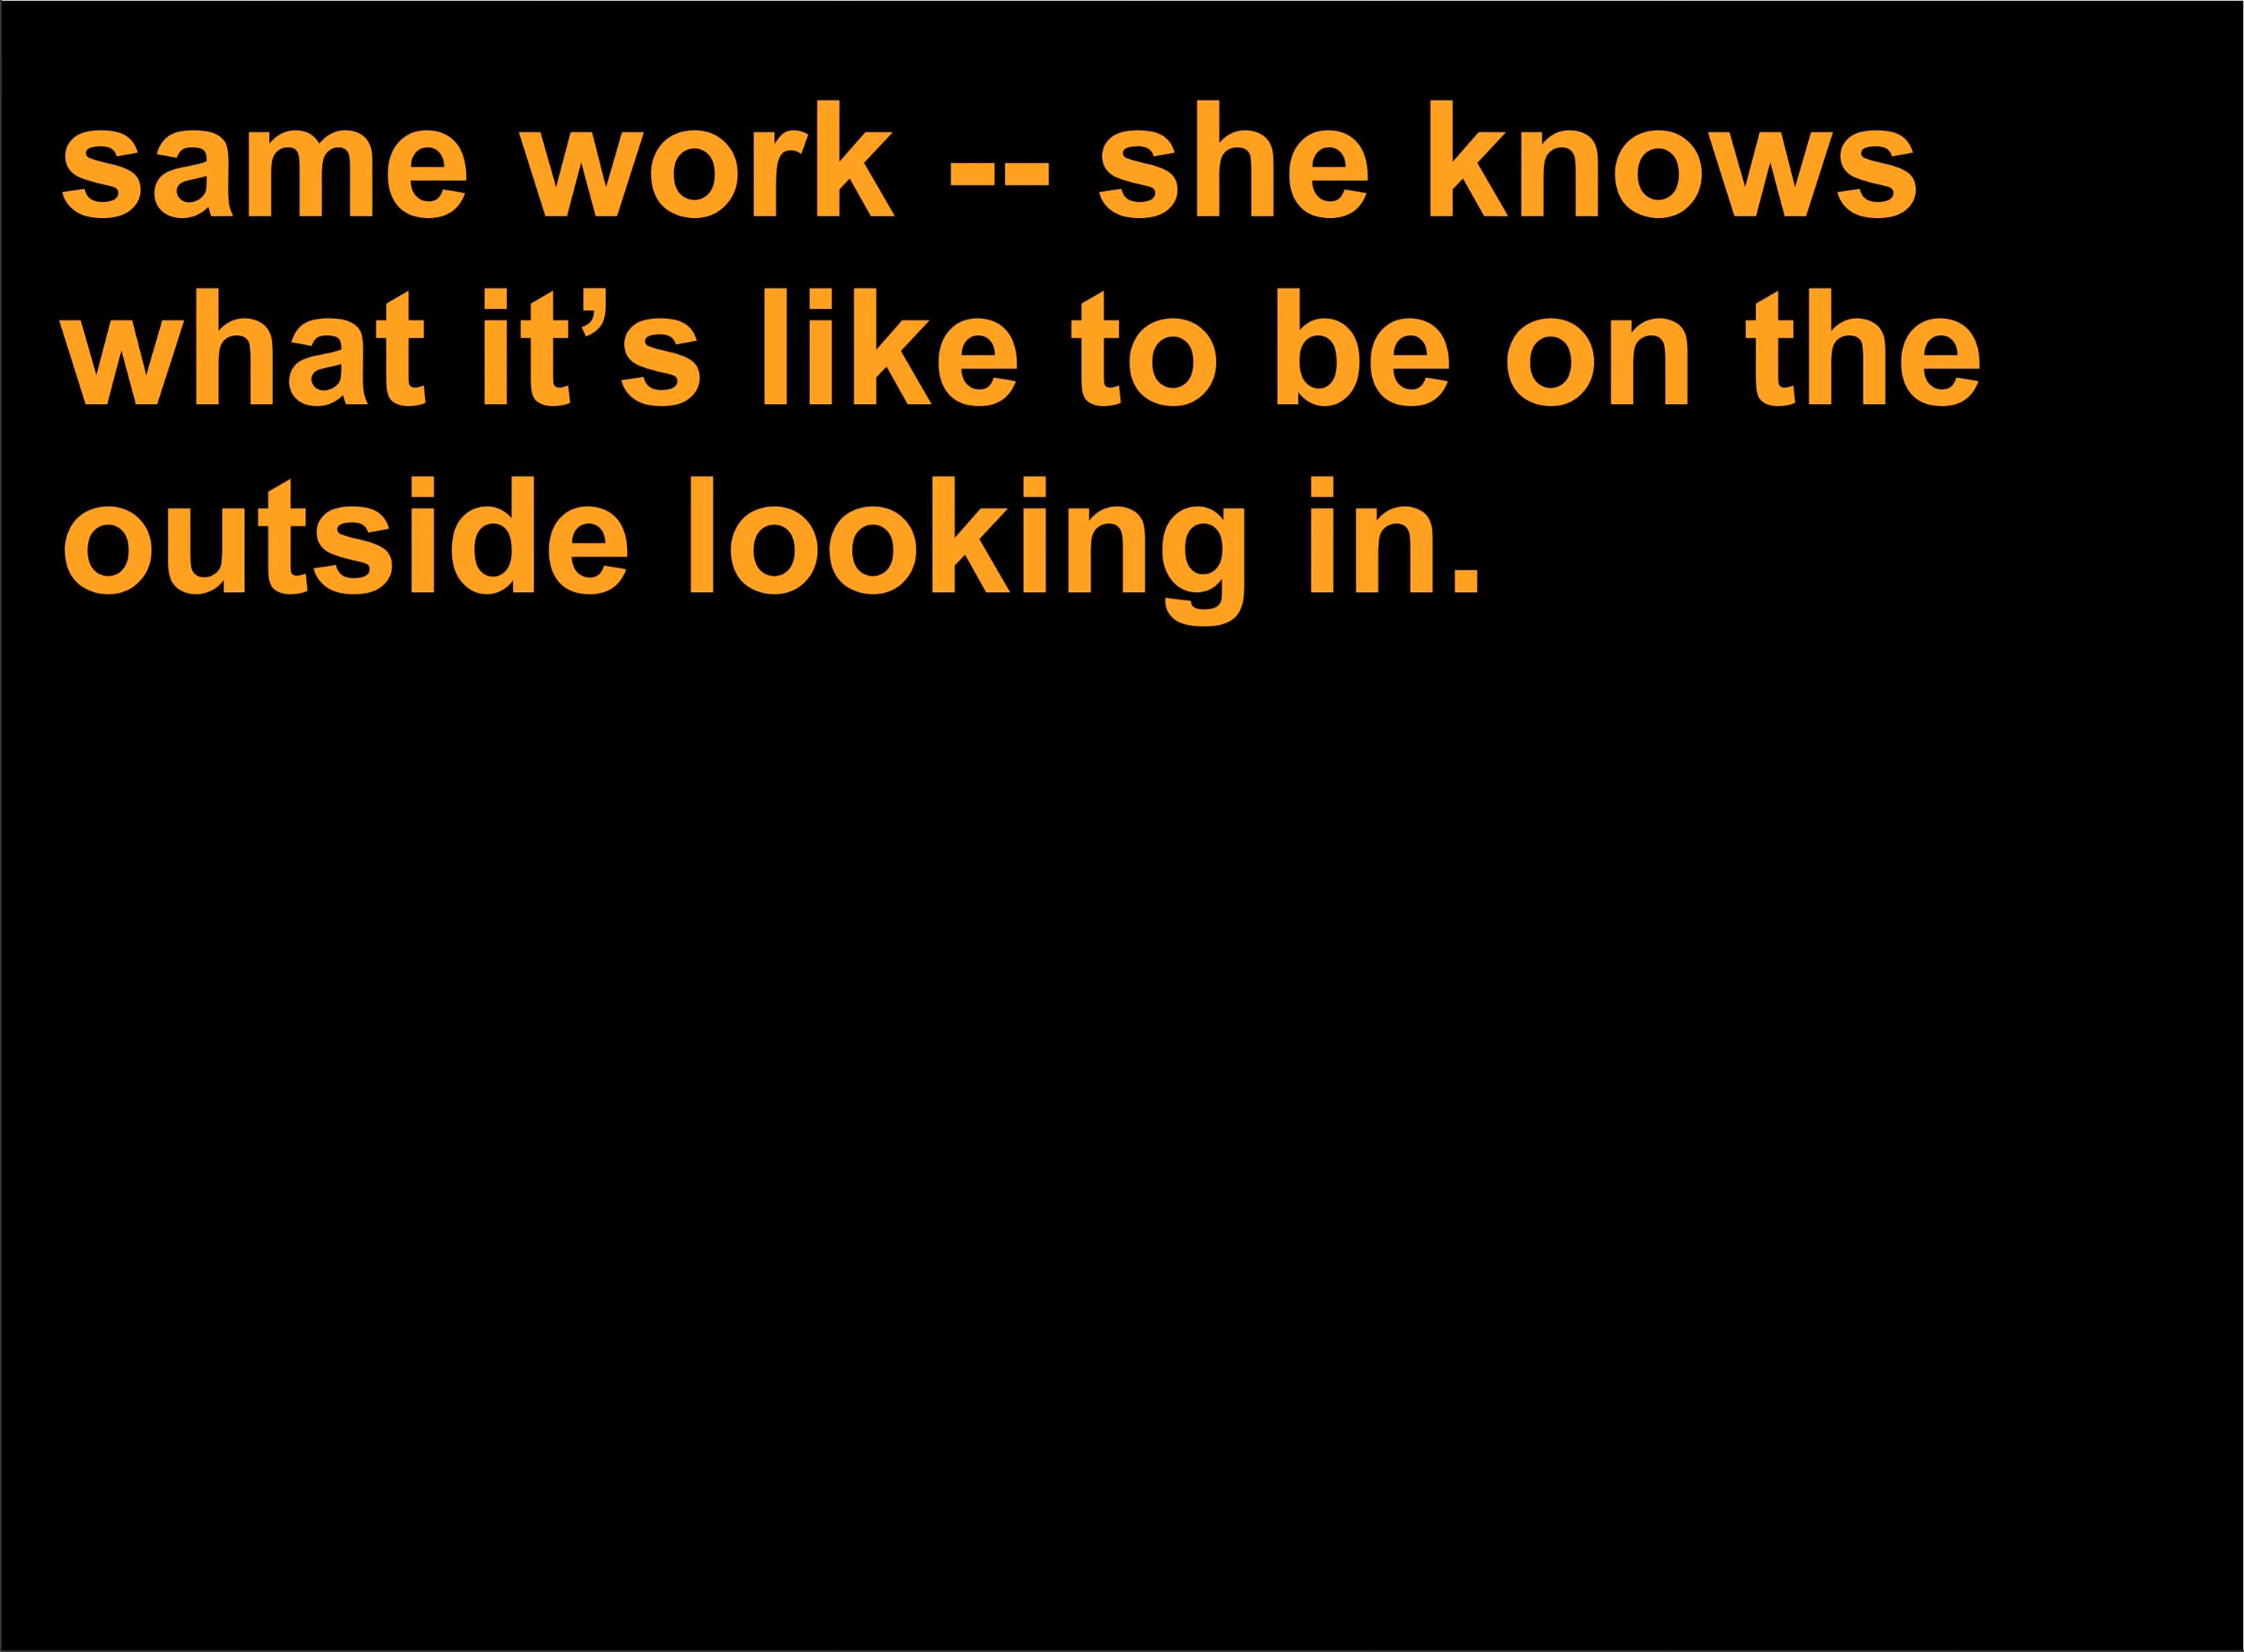 same work -- she knows
what it’s like to be on the
outside looking in.